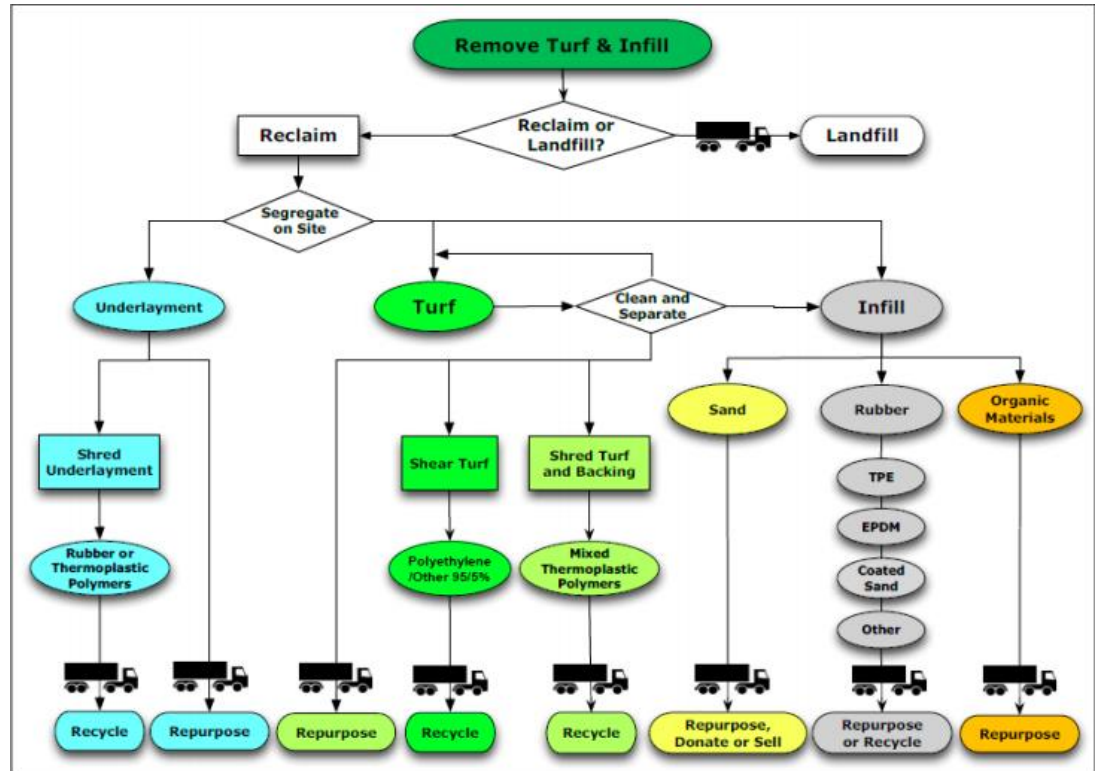 Remove Turf & Infill
Reclaim
Reclaim or
Landfill?
Landfill
Segregate
on Site
Underlayment
Turf
Clean and
Separate
Infill
Sand
Rubber
Organic
Materials
Shred
Underlayment
Shear Turf
Shred Turf
and Backing
TPE
EPDM
Rubber or
Thermoplastic
Polymers
Polyethylene
/Other 95/5%
Mixed
Thermoplastic
Polymers
Coated
Sand
Other
Recycle
Repurpose
Repurpose
Recycle
Recycle
Repurpose,
Donate or Sell
Repurpose
or Recycle
Repurpose